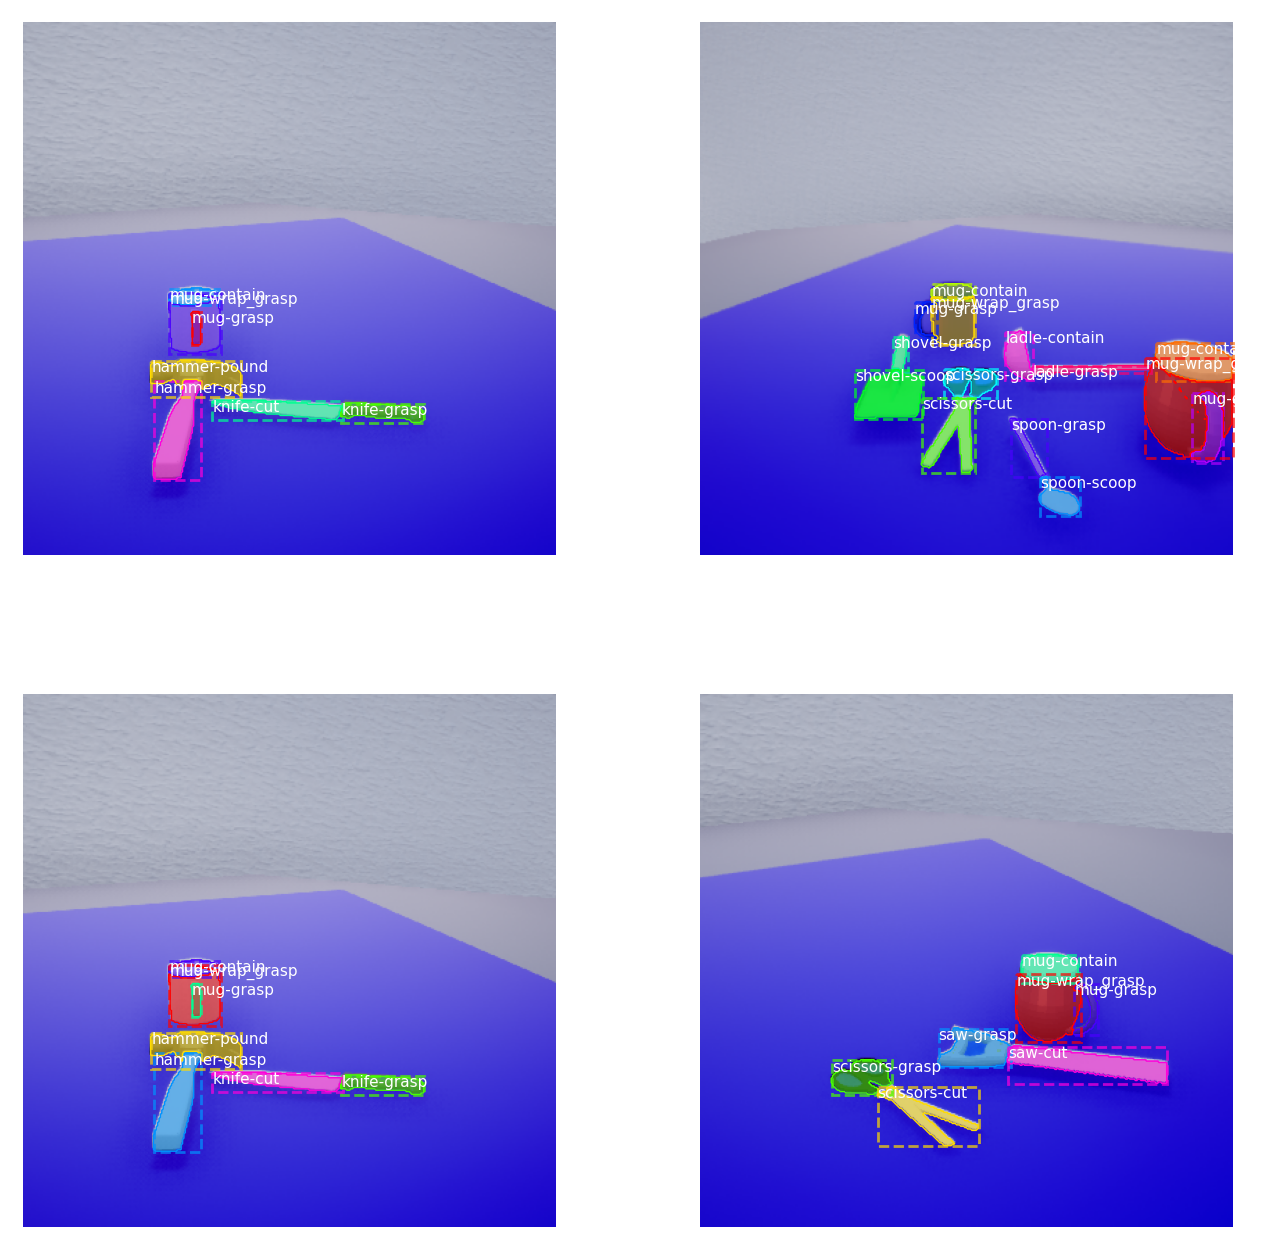 mug-contain
mug-wrap_grasp
mug-grasp
hammer-pound
hammer-grasp
knife-cut
knife-grasp
mug-contain
mug-wrap_grasp
mug-grasp
ladle-contain
shovel-grasp
mug-conta
mug-wrap_g
ladle-grasp
shovel-scoop
scissors-grasp
mug-
scissors-cut
spoon-grasp
spoon-scoop
mug-contain
mug-wrap_grasp
mug-grasp
hammer-pound
hammer-grasp
knife-cut
knife-grasp
mug-contain
mug-wrap_grasp
mug-grasp
saw-grasp
saw-cut
scissors-grasp
scissors-cut